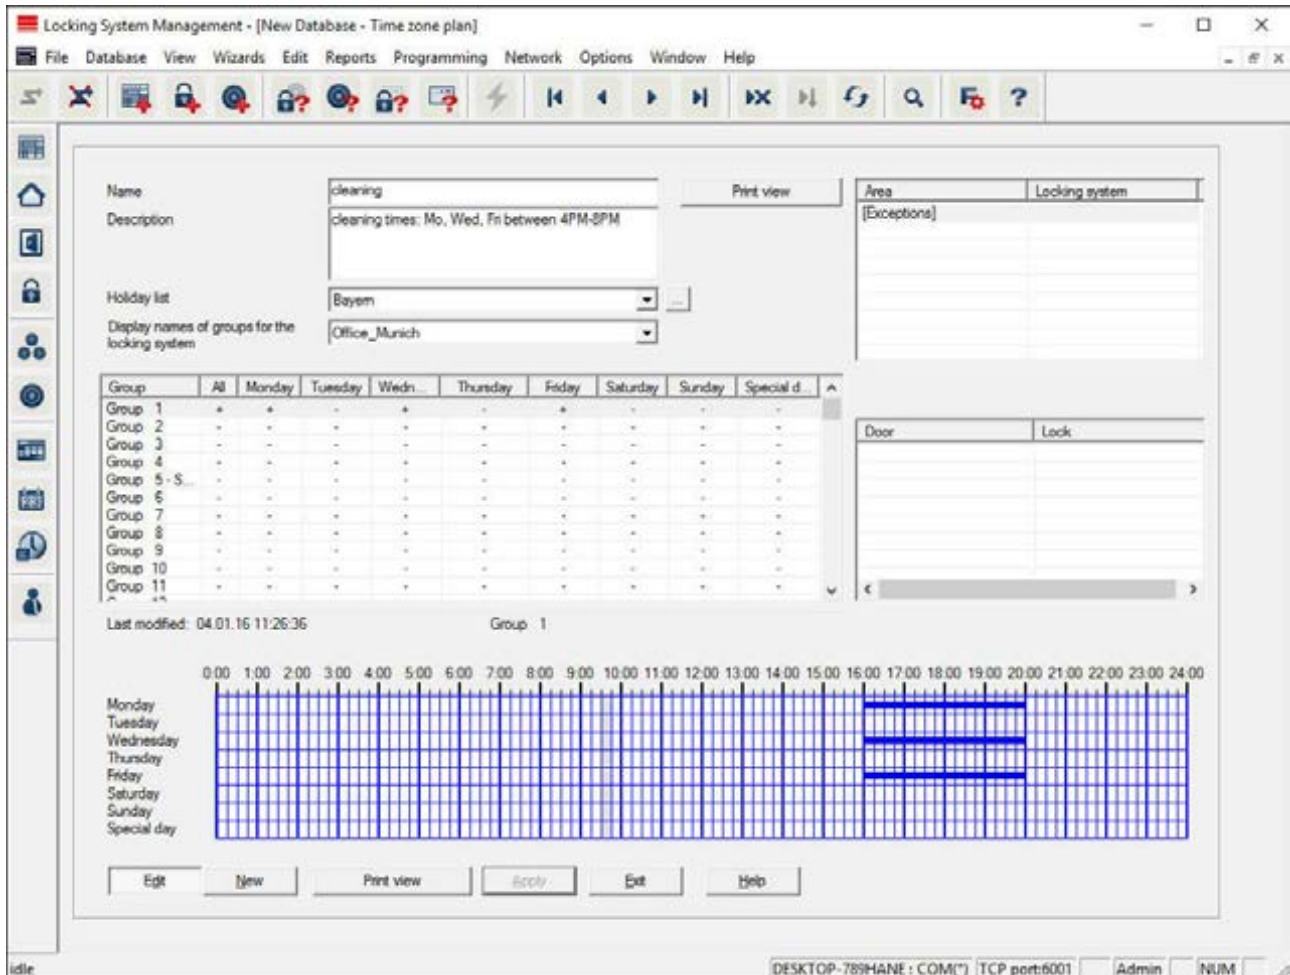 Locking System Management - [New Database - Time zone plan]
File Database View Wizards Edit Reports Programming Network Options Window Help
Name cleaning Print view Area Locking system
Description cleaning times: Mo, Wed, Fri between 4PM-8PM [Exceptions]
Holiday list Bayern ...
Display names of groups for the locking system Office_Munich
Group All Monday Tuesday Wedn... Thursday Friday Saturday Sunday Special d...
Group 1 + + - + - + - - -
Group 2 - - - - - - - - -
Group 3 - - - - - - - - -
Group 4 - - - - - - - - -
Group 5 - S... - - - - - - - - -
Group 6 - - - - - - - - -
Group 7 - - - - - - - - -
Group 8 - - - - - - - - -
Group 9 - - - - - - - - -
Group 10 - - - - - - - - -
Group 11 - - - - - - - - -
Door Lock
Last modified: 04.01.16 11:26:36 Group 1
0:00 1:00 2:00 3:00 4:00 5:00 6:00 7:00 8:00 9:00 10:00 11:00 12:00 13:00 14:00 15:00 16:00 17:00 18:00 19:00 20:00 21:00 22:00 23:00 24:00
Monday
Tuesday
Wednesday
Thursday
Friday
Saturday
Sunday
Special day
Edit New Print view Apply Exit Help
idle DESKTOP-789HANE : COM(*) TCP port:6001 Admin NUM